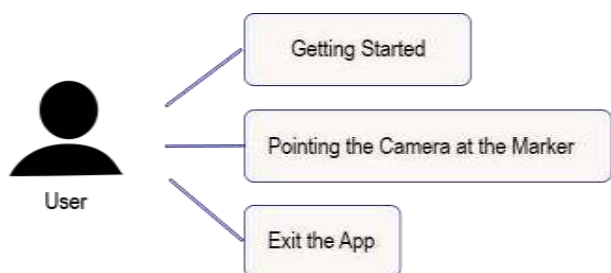 Getting Started
Pointing the Camera at the Marker
User
Exit the App